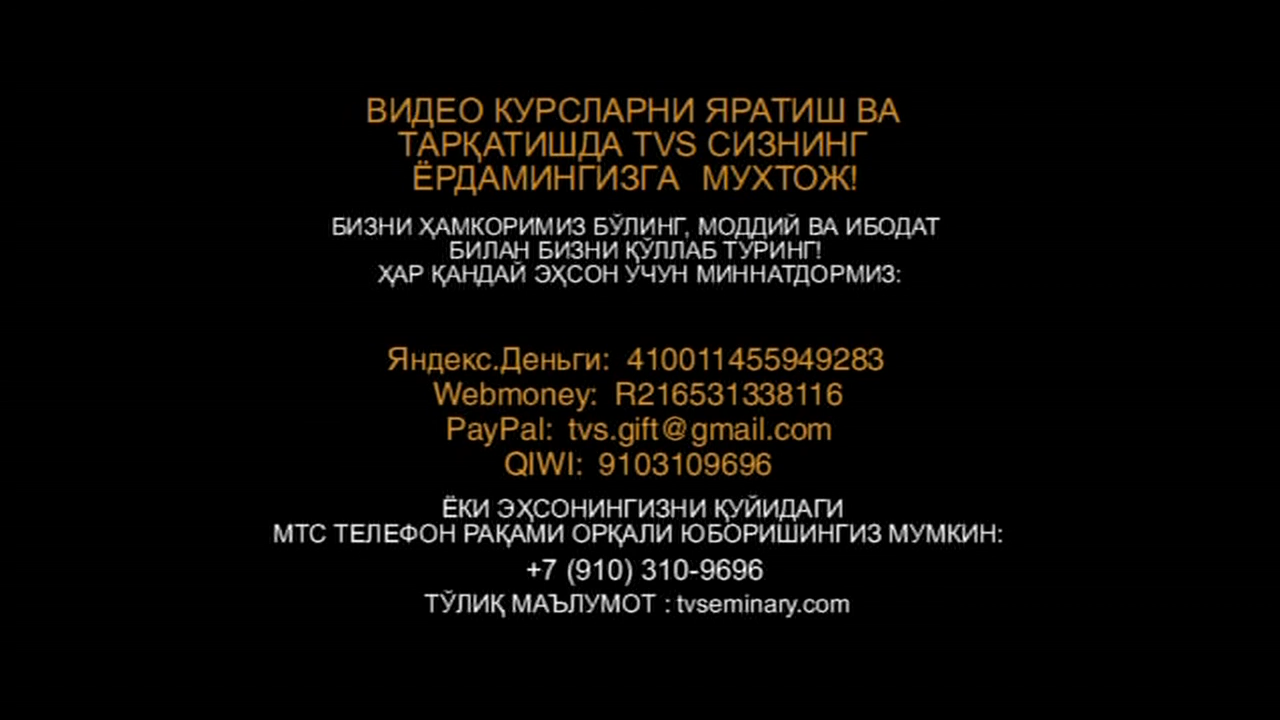 ВИДЕО КУРСЛАРНИ ЯРАТИШ ВА
ТАРҚАТИШДА TVS СИЗНИНГ
ЁРДАМИНГИЗГА МУХТОЖ!
БИЗНИ ҲАМКОРИМИЗ БЎЛИНГ, МОДДИЙ ВА ИБОДАТ
БИЛАН БИЗНИ ҚЎЛЛАБ ТУРИНГ!
ҲАР ҚАНДАЙ ЭҲСОН УЧУН МИННАТДОРМИЗ:
Яндекс.Деньги: 410011455949283
Webmoney: R216531338116
PayPal: tvs.gift@gmail.com
QIWI: 9103109696
ЁКИ ЭҲСОНИНГИЗНИ ҚУЙИДАГИ
МТС ТЕЛЕФОН РАҚАМИ ОРҚАЛИ ЮБОРИШИНГИЗ МУМКИН:
+7 (910) 310-9696
ТЎЛИҚ МАЪЛУМОТ : tvseminary.com